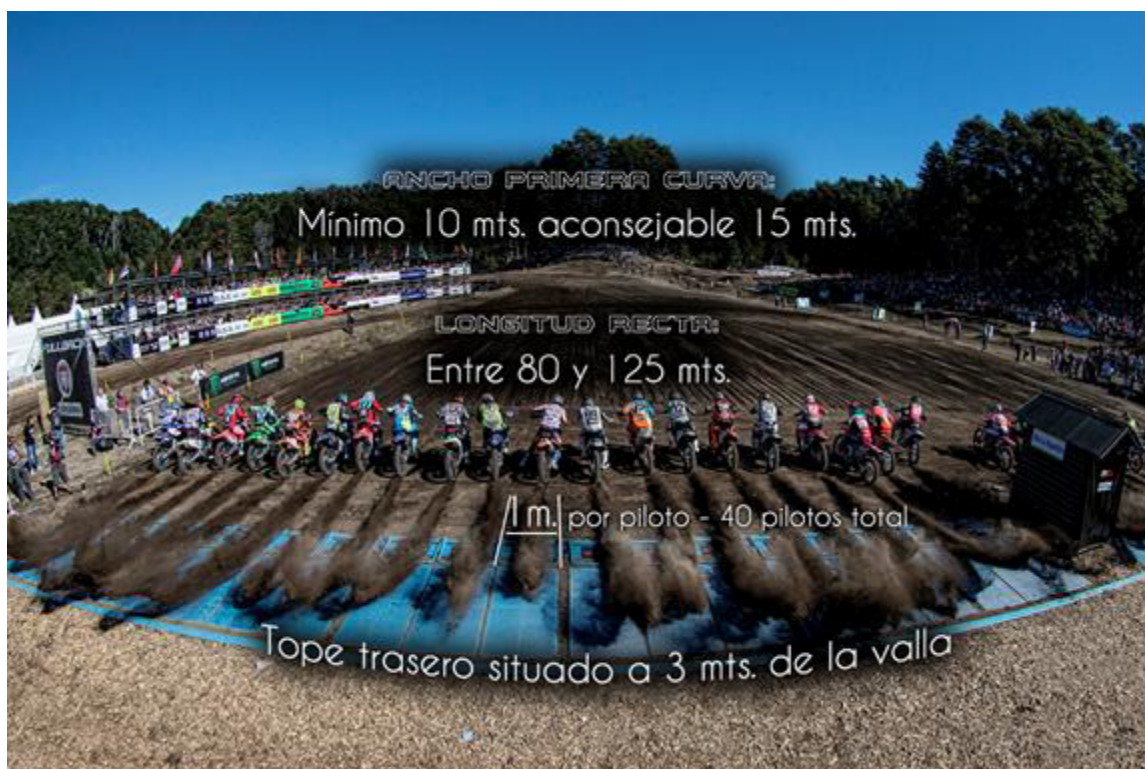 ANCHO PRIMERA CURVA:
Mínimo 10 mts. aconsejable 15 mts.
LONGITUD RECTA:
Entre 80 y 125 mts.
1 m. por piloto - 40 pilotos total
Tope trasero situado a 3 mts. de la valla